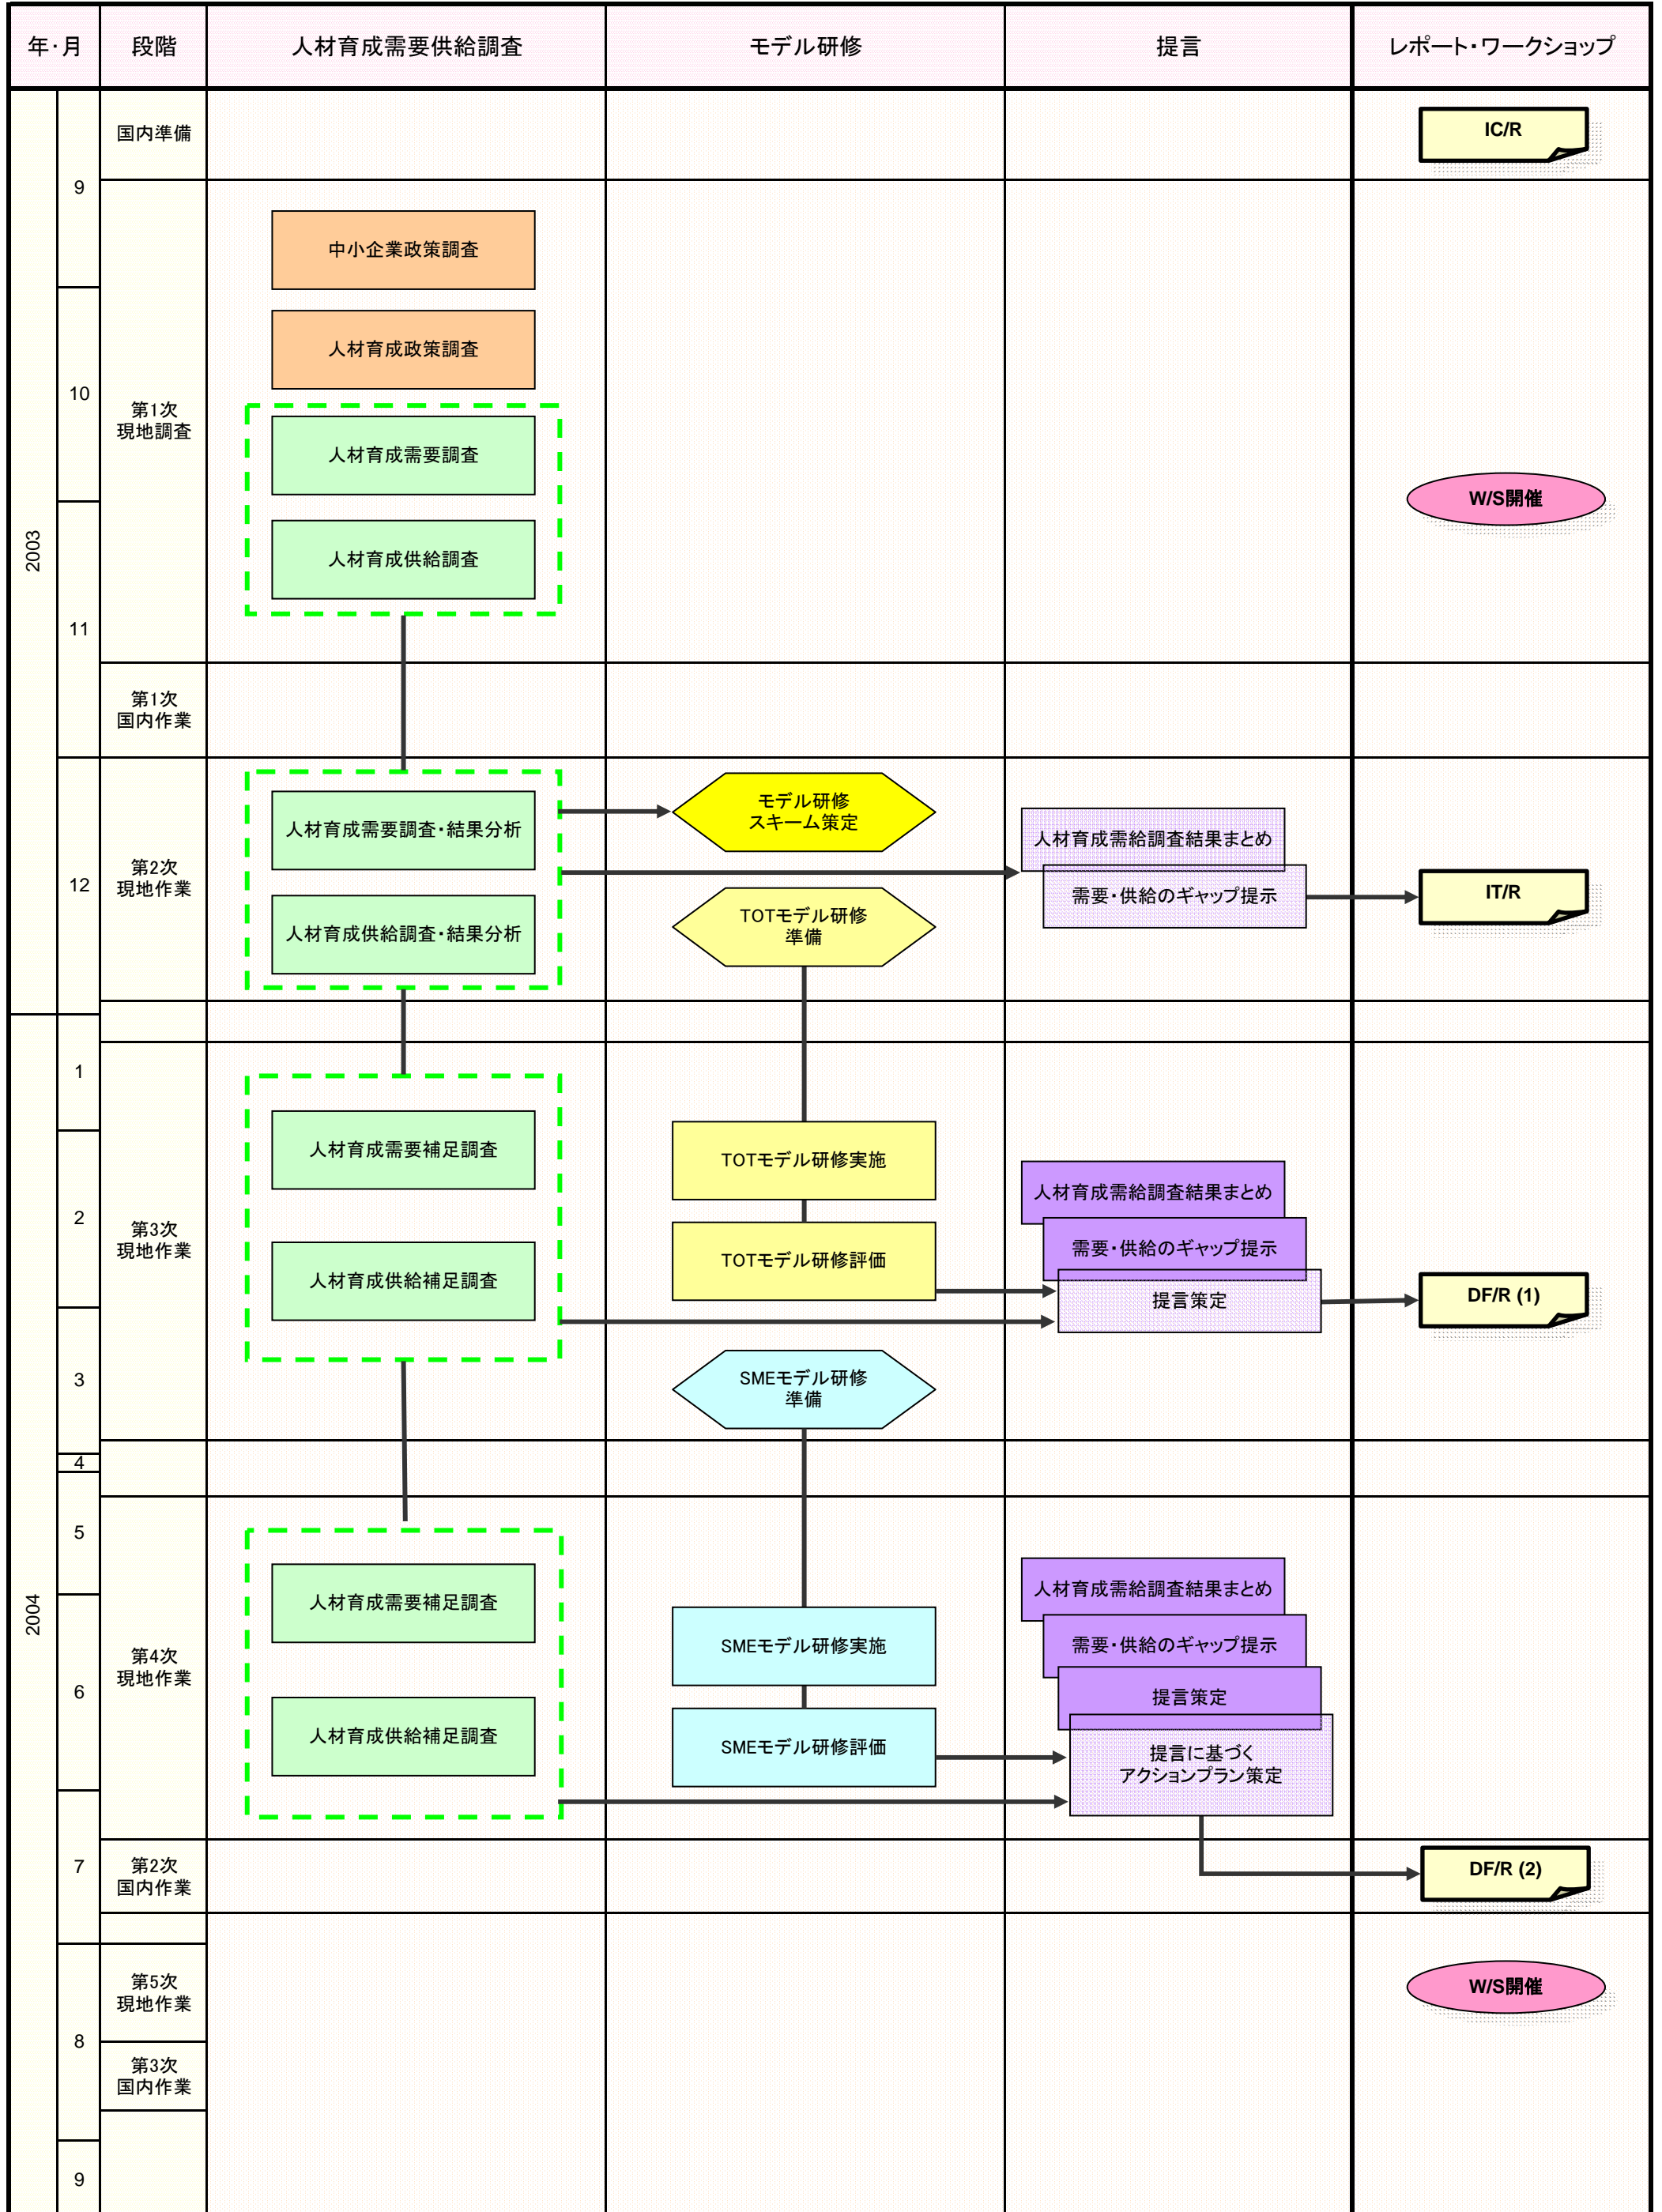 年・月
段階
人材育成需要供給調査
モデル研修
提言
レポート・ワークショップ
2003
9
国内準備
IC/R
中小企業政策調査
10
第1次
現地調査
人材育成政策調査
人材育成需要調査
W/S開催
人材育成供給調査
11
第1次
国内作業
12
第2次
現地作業
人材育成需要調査・結果分析
人材育成供給調査・結果分析
モデル研修
スキーム策定
TOTモデル研修
準備
人材育成需給調査結果まとめ
需要・供給のギャップ提示
IT/R
2004
1
2
第3次
現地作業
人材育成需要補足調査
人材育成供給補足調査
TOTモデル研修実施
TOTモデル研修評価
人材育成需給調査結果まとめ
需要・供給のギャップ提示
提言策定
DF/R (1)
3
SMEモデル研修
準備
4
5
6
第4次
現地作業
人材育成需要補足調査
人材育成供給補足調査
SMEモデル研修実施
SMEモデル研修評価
人材育成需給調査結果まとめ
需要・供給のギャップ提示
提言策定
提言に基づく
アクションプラン策定
7
第2次
国内作業
DF/R (2)
8
第5次
現地作業
W/S開催
第3次
国内作業
9